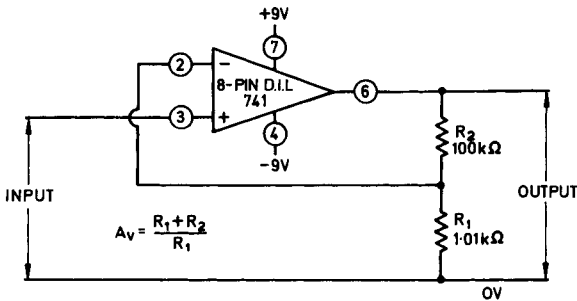 +9V
7
2
-
8-PIN D.I.L
741
6
3
+
4
-9V
R2
100kΩ
INPUT
OUTPUT
Av = R1 + R2
R1
R1
1·01kΩ
0V